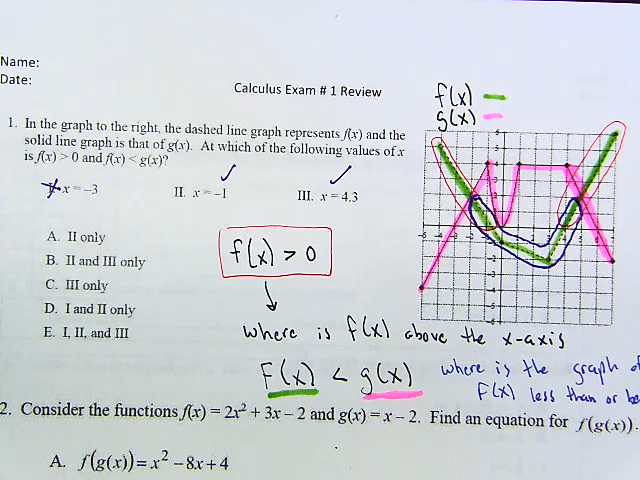 Name:
Date:
Calculus Exam # 1 Review
f(x)
g(x)
1. In the graph to the right, the dashed line graph represents f(x) and the
solid line graph is that of g(x). At which of the following values of x
is f(x) > 0 and f(x) < g(x)?
x = -3 II. x = -1 III. x = 4.3
A. II only
B. II and III only
C. III only
D. I and II only
E. I, II, and III
f(x) > 0
where is f(x) above the x-axis
F(x) < g(x)
where is the graph of
F(x) less than or be
2. Consider the functions f(x) = 2x² + 3x – 2 and g(x) = x – 2. Find an equation for f(g(x)).
A. f(g(x)) = x² – 8x + 4